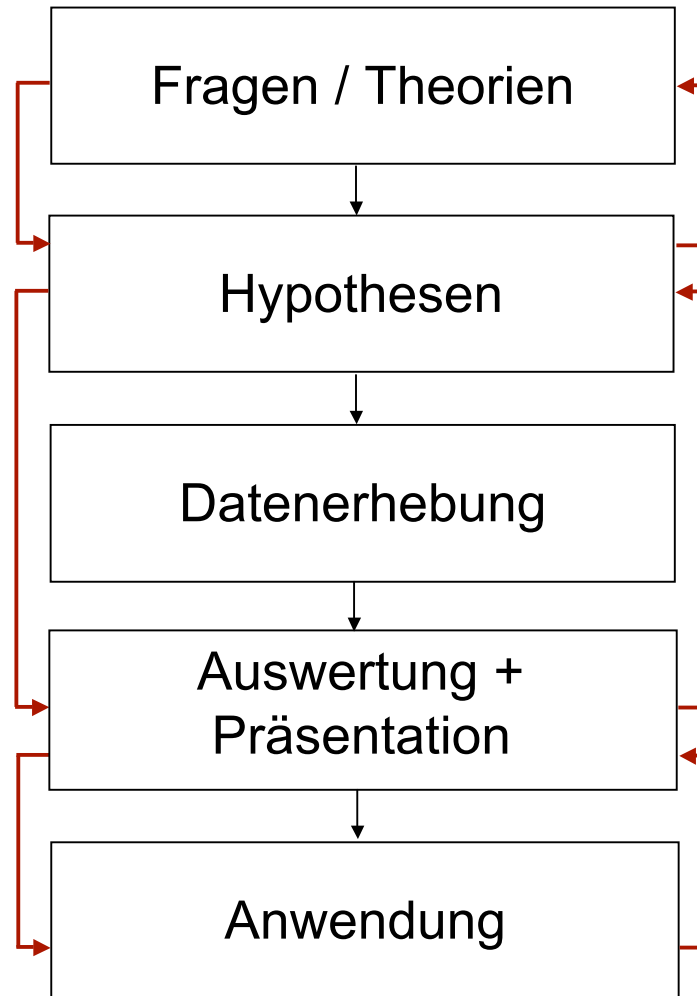 Fragen / Theorien
Hypothesen
Datenerhebung
Auswertung +
Präsentation
Anwendung